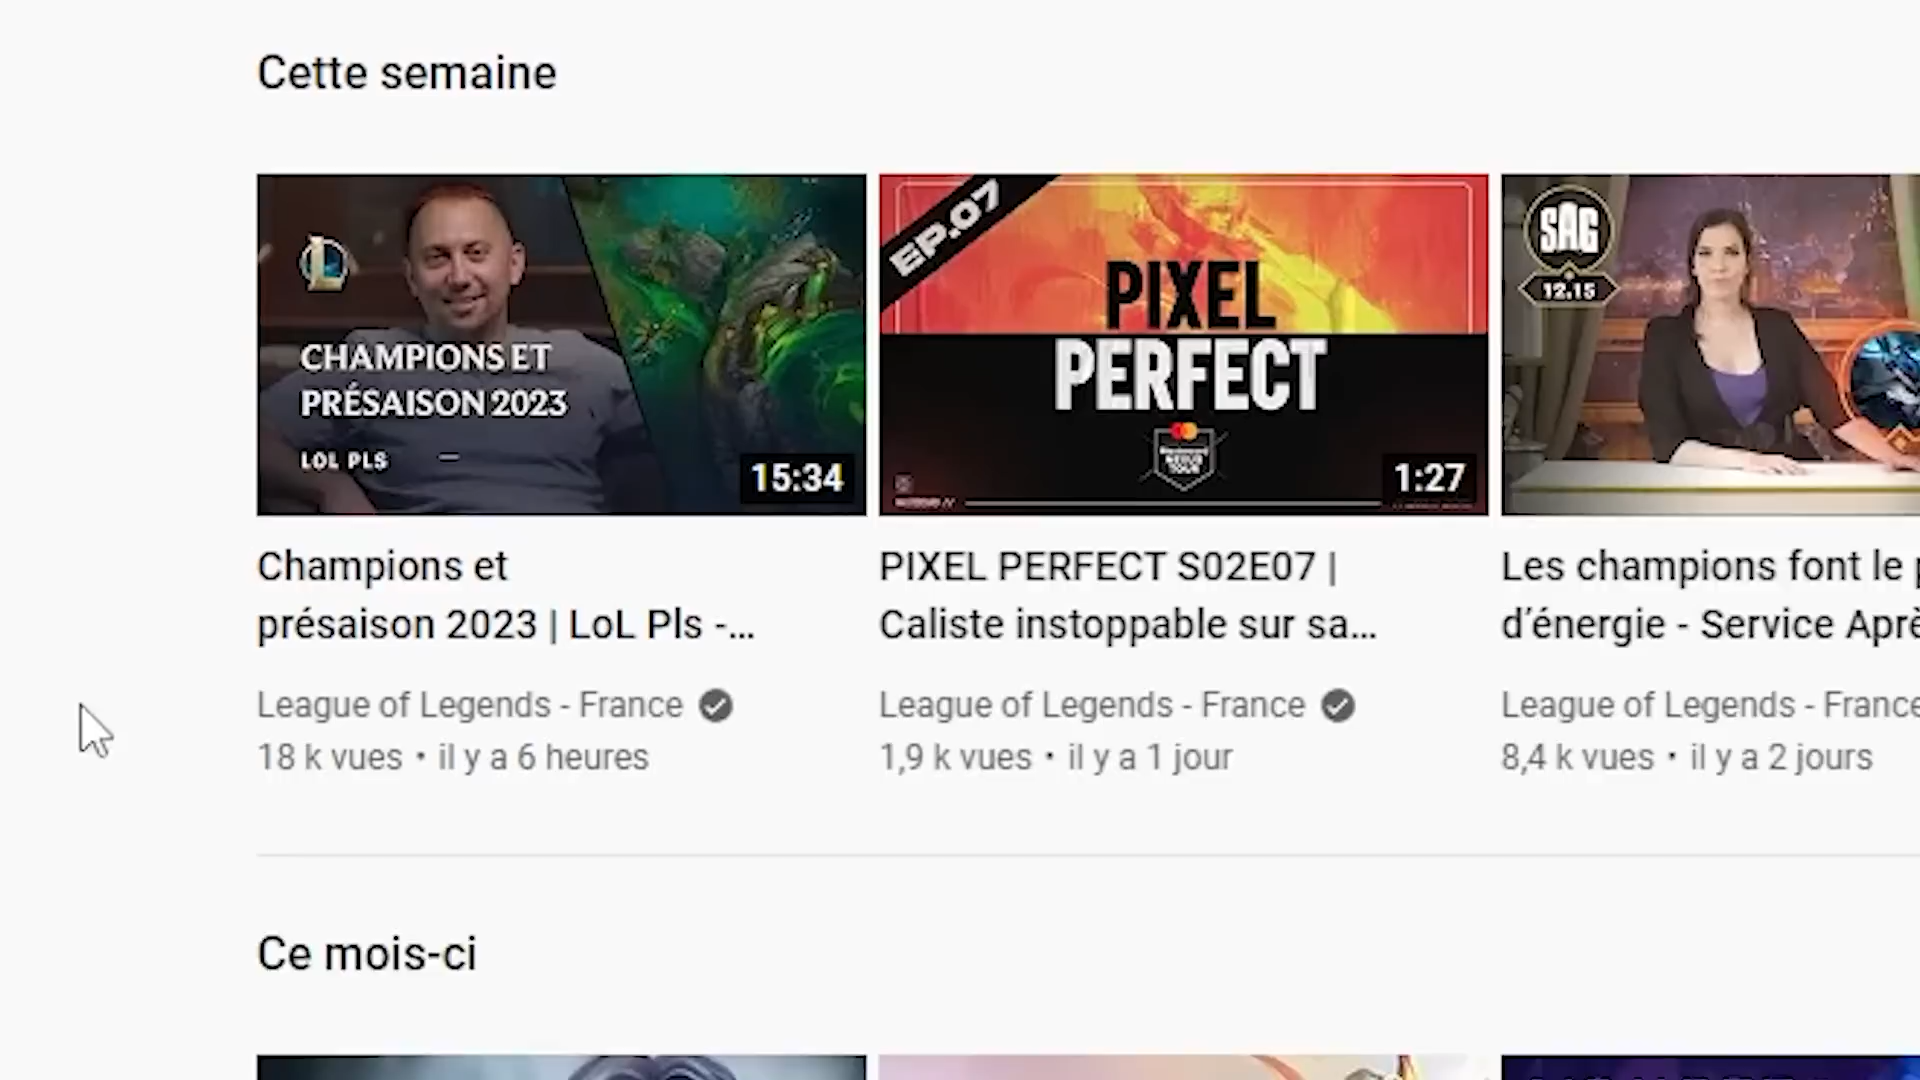 Cette semaine
CHAMPIONS ET
PRÉSAISON 2023
LOL PLS
15:34
EP.07
PIXEL
PERFECT
1:27
SAG
12.15
Champions et
présaison 2023 | LoL Pls -...
League of Legends - France
18 k vues • il y a 6 heures
PIXEL PERFECT S02E07 |
Caliste instoppable sur sa...
League of Legends - France
1,9 k vues • il y a 1 jour
Les champions font le
d’énergie - Service Aprè
League of Legends - France
8,4 k vues • il y a 2 jours
Ce mois-ci